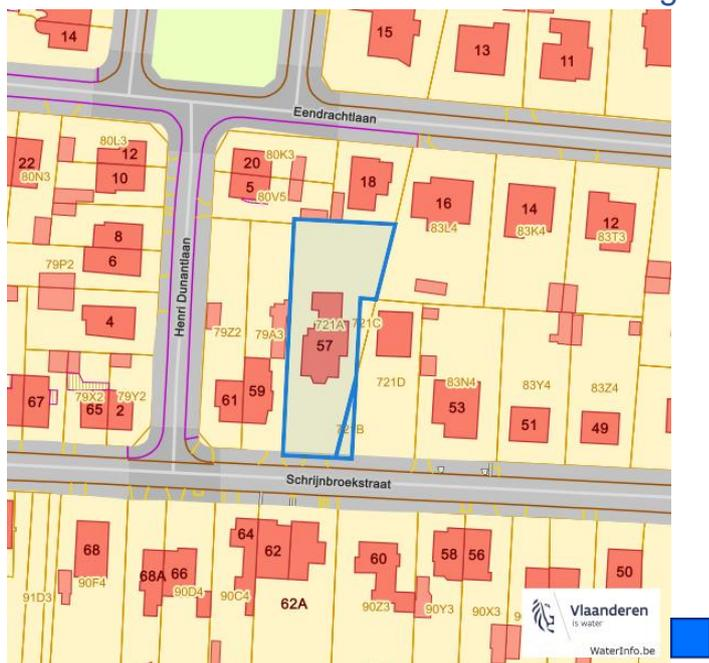 14
15
13
11
Eendrachtlaan
80L3
12
10
22
80N3
20
80K3
5
80V5
18
16
83L4
14
83K4
12
83T3
8
6
79P2
Henri Dunantlaan
4
79Z2
79A3
721A
721C
57
721D
67
79X2
65
2
79Y2
61
59
83N4
53
83Y4
51
83Z4
49
Schrijnbroekstraat
68
90F4
91D3
68A
66
90D4
64
62
90C4
62A
60
90Z3
58
56
90Y3
90X3
50
Vlaanderen
is water
WaterInfo.be